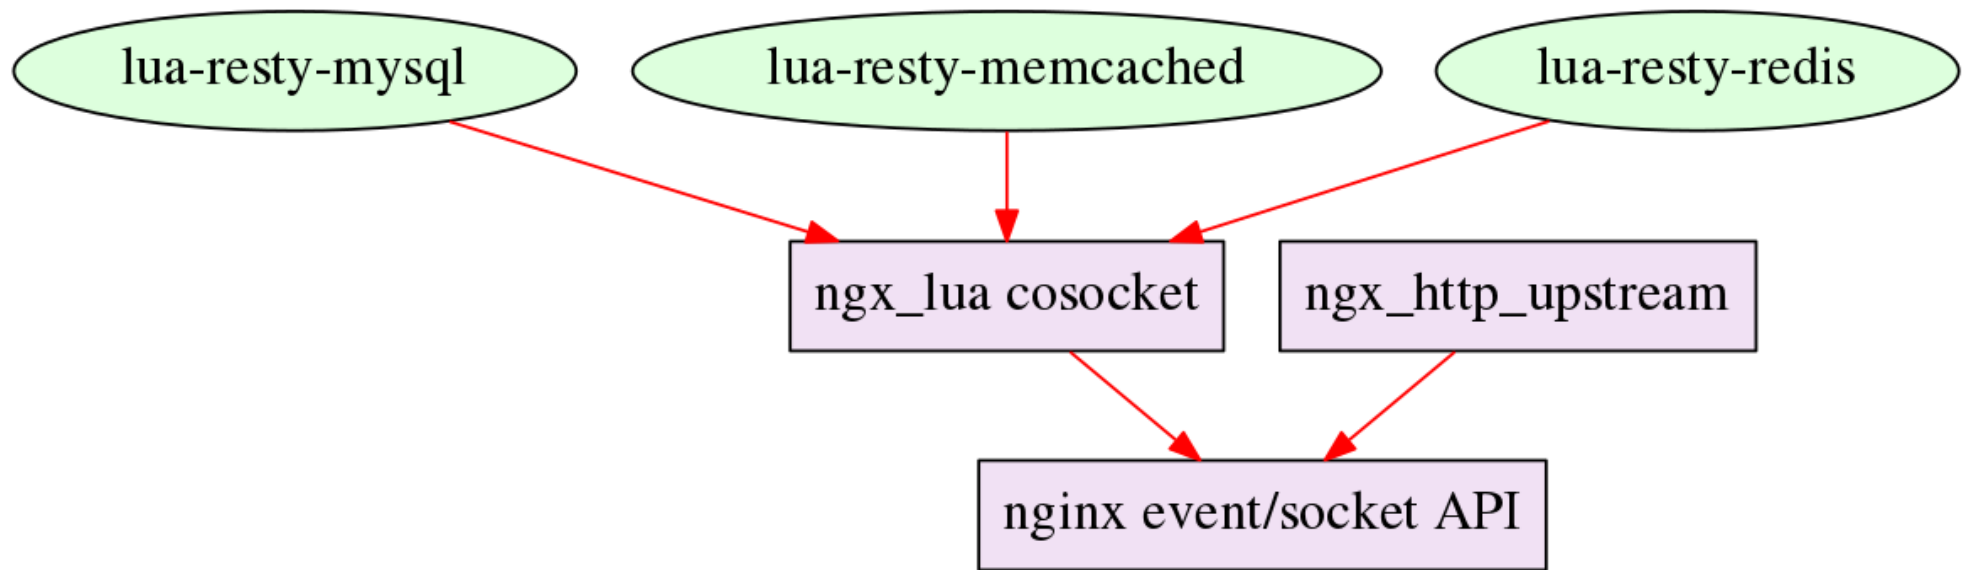 lua-resty-mysql
lua-resty-memcached
lua-resty-redis
ngx_lua cosocket
ngx_http_upstream
nginx event/socket API